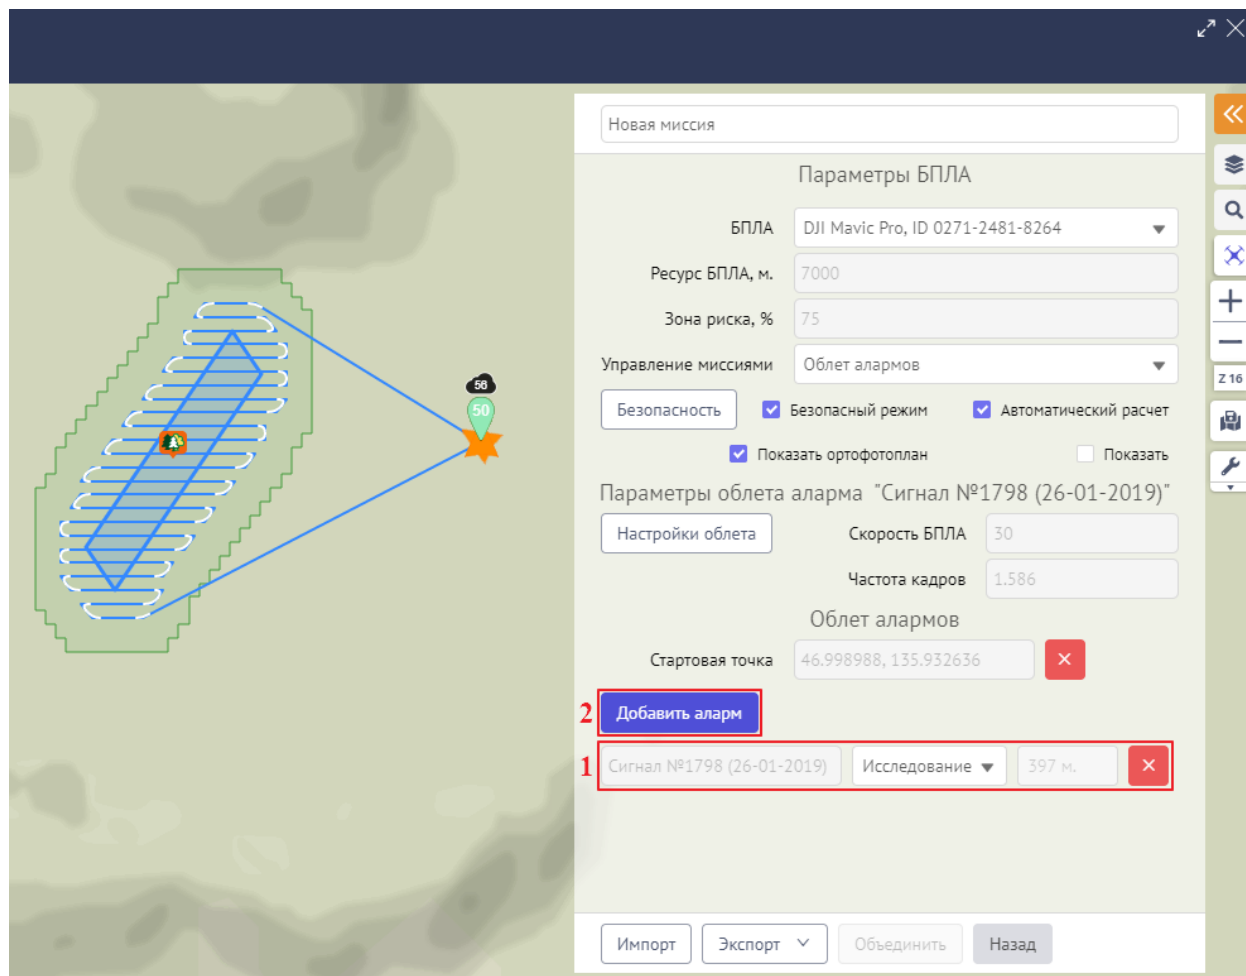 Новая миссия
Параметры БПЛА
БПЛА DJI Mavic Pro, ID 0271-2481-8264
Ресурс БПЛА, м. 7000
Зона риска, % 75
Управление миссиями Облет алармов
Безопасность Безопасный режим Автоматический расчет
Показать ортофотоплан Показать
Параметры облета аларма "Сигнал №1798 (26-01-2019)"
Настройки облета Скорость БПЛА 30
Частота кадров 1.586
Облет алармов
Стартовая точка 46.998988, 135.932636
2 Добавить аларм
1 Сигнал №1798 (26-01-2019) Исследование 397 м.
Импорт Экспорт Объединить Назад
56
50
Z 16